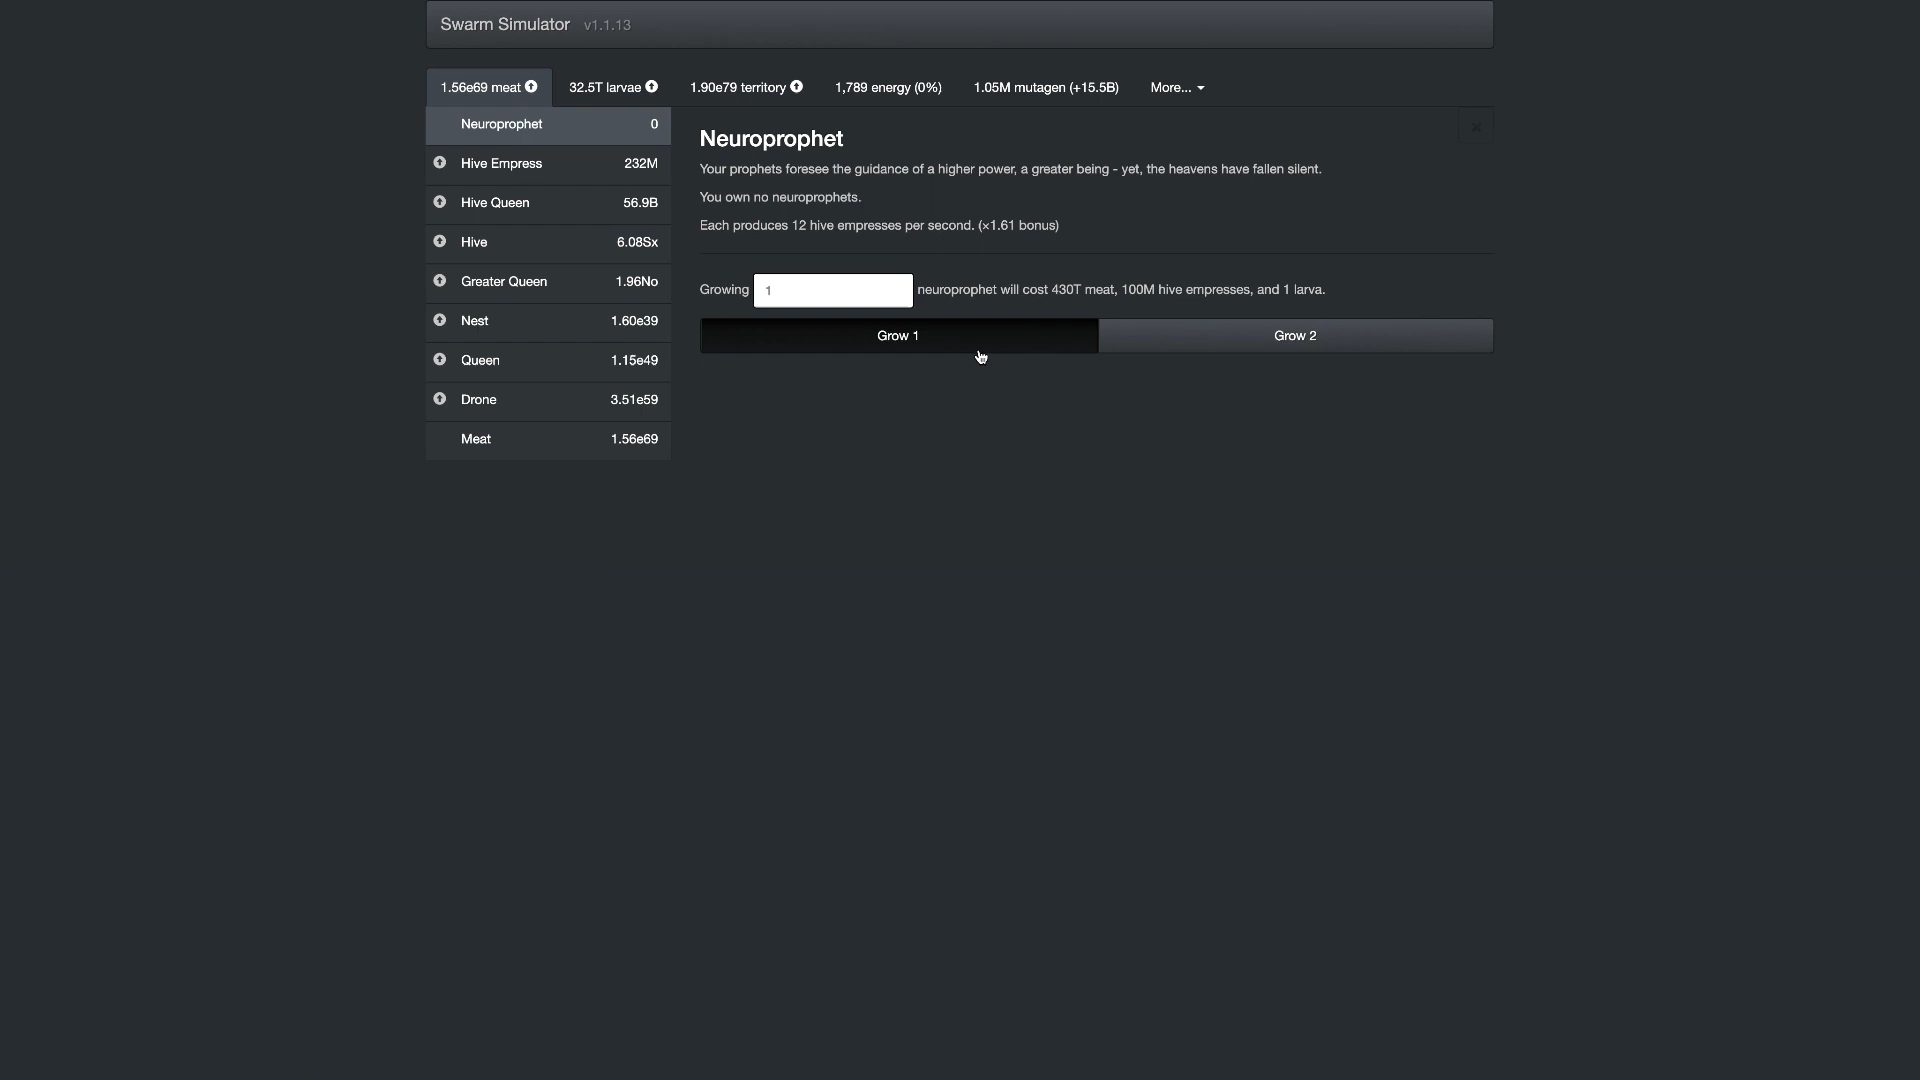 Swarm Simulator v1.1.13
1.56e69 meat 32.5T larvae 1.90e79 territory 1,789 energy (0%) 1.05M mutagen (+15.5B) More...
Neuroprophet 0
Hive Empress 232M
Hive Queen 56.9B
Hive 6.08Sx
Greater Queen 1.96No
Nest 1.60e39
Queen 1.15e49
Drone 3.51e59
Meat 1.56e69
Neuroprophet
Your prophets foresee the guidance of a higher power, a greater being - yet, the heavens have fallen silent.
You own no neuroprophets.
Each produces 12 hive empresses per second. (×1.61 bonus)
Growing 1 neuroprophet will cost 430T meat, 100M hive empresses, and 1 larva.
Grow 1 Grow 2